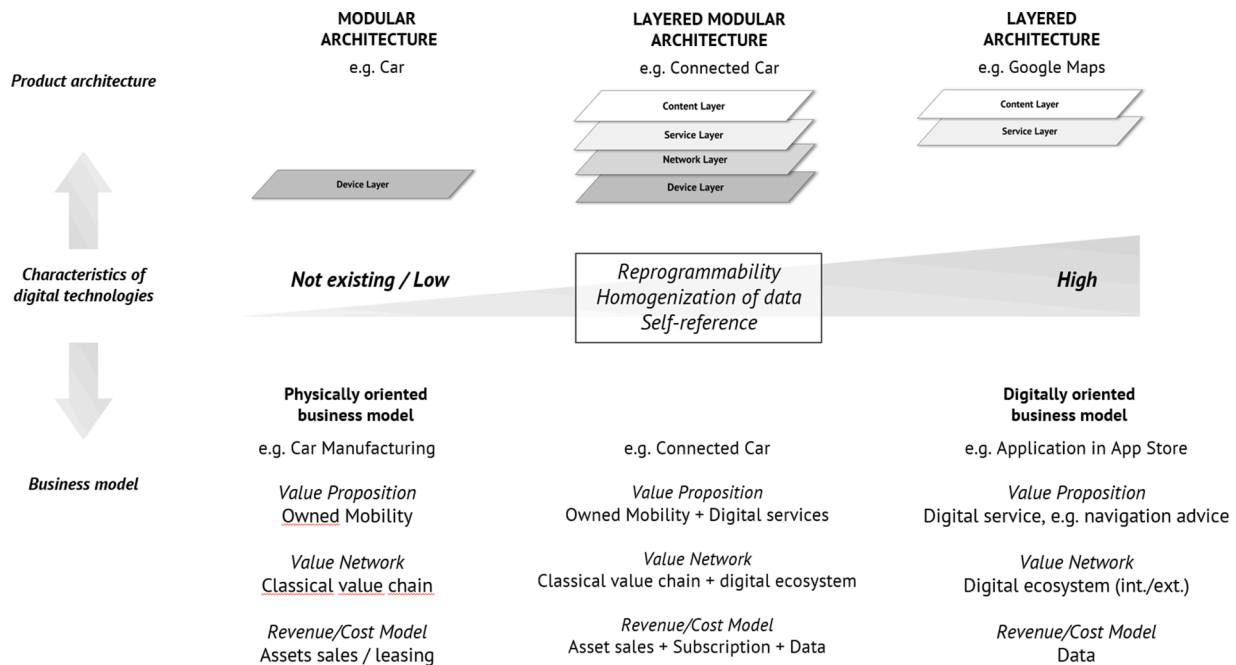 MODULAR
ARCHITECTURE
e.g. Car
LAYERED MODULAR
ARCHITECTURE
e.g. Connected Car
LAYERED
ARCHITECTURE
e.g. Google Maps
Product architecture
Device Layer
Content Layer
Service Layer
Network Layer
Device Layer
Content Layer
Service Layer
Characteristics of
digital technologies
Not existing / Low
Reprogrammability
Homogenization of data
Self-reference
High
Business model
Physically oriented
business model
e.g. Car Manufacturing
Value Proposition
Owned Mobility
Value Network
Classical value chain
Revenue/Cost Model
Assets sales / leasing
e.g. Connected Car
Value Proposition
Owned Mobility + Digital services
Value Network
Classical value chain + digital ecosystem
Revenue/Cost Model
Asset sales + Subscription + Data
Digitally oriented
business model
e.g. Application in App Store
Value Proposition
Digital service, e.g. navigation advice
Value Network
Digital ecosystem (int./ext.)
Revenue/Cost Model
Data